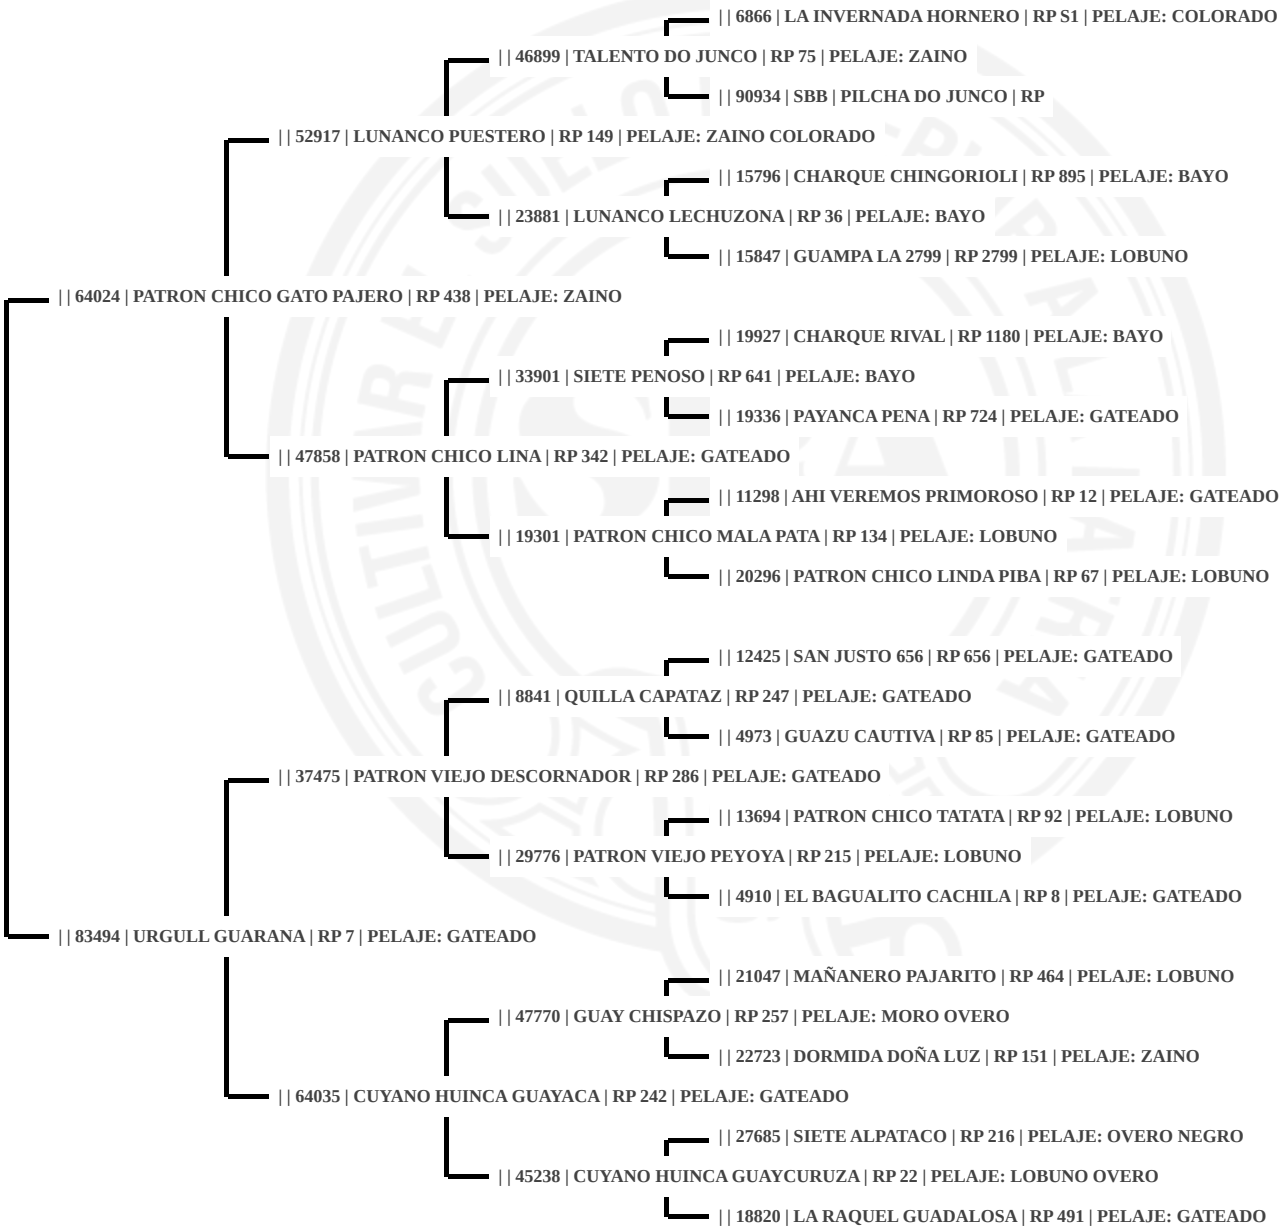 | | 6866 | LA INVERNADA HORNERO | RP S1 | PELAJE: COLORADO
| | 46899 | TALENTO DO JUNCO | RP 75 | PELAJE: ZAINO
| | 90934 | SBB | PILCHA DO JUNCO | RP
| | 52917 | LUNANCO PUESTERO | RP 149 | PELAJE: ZAINO COLORADO
| | 15796 | CHARQUE CHINGORIOLI | RP 895 | PELAJE: BAYO
| | 23881 | LUNANCO LECHUZONA | RP 36 | PELAJE: BAYO
| | 15847 | GUAMPA LA 2799 | RP 2799 | PELAJE: LOBUNO
| | 64024 | PATRON CHICO GATO PAJERO | RP 438 | PELAJE: ZAINO
| | 19927 | CHARQUE RIVAL | RP 1180 | PELAJE: BAYO
| | 33901 | SIETE PENOSO | RP 641 | PELAJE: BAYO
| | 19336 | PAYANCA PENA | RP 724 | PELAJE: GATEADO
| | 47858 | PATRON CHICO LINA | RP 342 | PELAJE: GATEADO
| | 11298 | AHI VEREMOS PRIMOROSO | RP 12 | PELAJE: GATEADO
| | 19301 | PATRON CHICO MALA PATA | RP 134 | PELAJE: LOBUNO
| | 20296 | PATRON CHICO LINDA PIBA | RP 67 | PELAJE: LOBUNO
| | 12425 | SAN JUSTO 656 | RP 656 | PELAJE: GATEADO
| | 8841 | QUILLA CAPATAZ | RP 247 | PELAJE: GATEADO
| | 4973 | GUAZU CAUTIVA | RP 85 | PELAJE: GATEADO
| | 37475 | PATRON VIEJO DESCORNADOR | RP 286 | PELAJE: GATEADO
| | 13694 | PATRON CHICO TATATA | RP 92 | PELAJE: LOBUNO
| | 29776 | PATRON VIEJO PEYOYA | RP 215 | PELAJE: LOBUNO
| | 4910 | EL BAGUALITO CACHILA | RP 8 | PELAJE: GATEADO
| | 83494 | URGULL GUARANA | RP 7 | PELAJE: GATEADO
| | 21047 | MAÑANERO PAJARITO | RP 464 | PELAJE: LOBUNO
| | 47770 | GUAY CHISPAZO | RP 257 | PELAJE: MORO OVERO
| | 22723 | DORMIDA DOÑA LUZ | RP 151 | PELAJE: ZAINO
| | 64035 | CUYANO HUINCA GUAYACA | RP 242 | PELAJE: GATEADO
| | 27685 | SIETE ALPATACO | RP 216 | PELAJE: OVERO NEGRO
| | 45238 | CUYANO HUINCA GUAYCURUZA | RP 22 | PELAJE: LOBUNO OVERO
| | 18820 | LA RAQUEL GUADALOSA | RP 491 | PELAJE: GATEADO